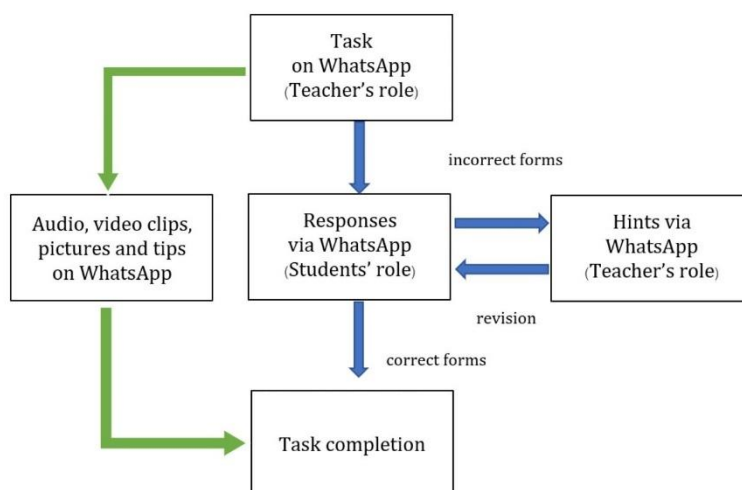 Task
on WhatsApp
(Teacher’s role)
incorrect forms
Audio, video clips,
pictures and tips
on WhatsApp
Responses
via WhatsApp
(Students’ role)
Hints via
WhatsApp
(Teacher’s role)
revision
correct forms
Task completion